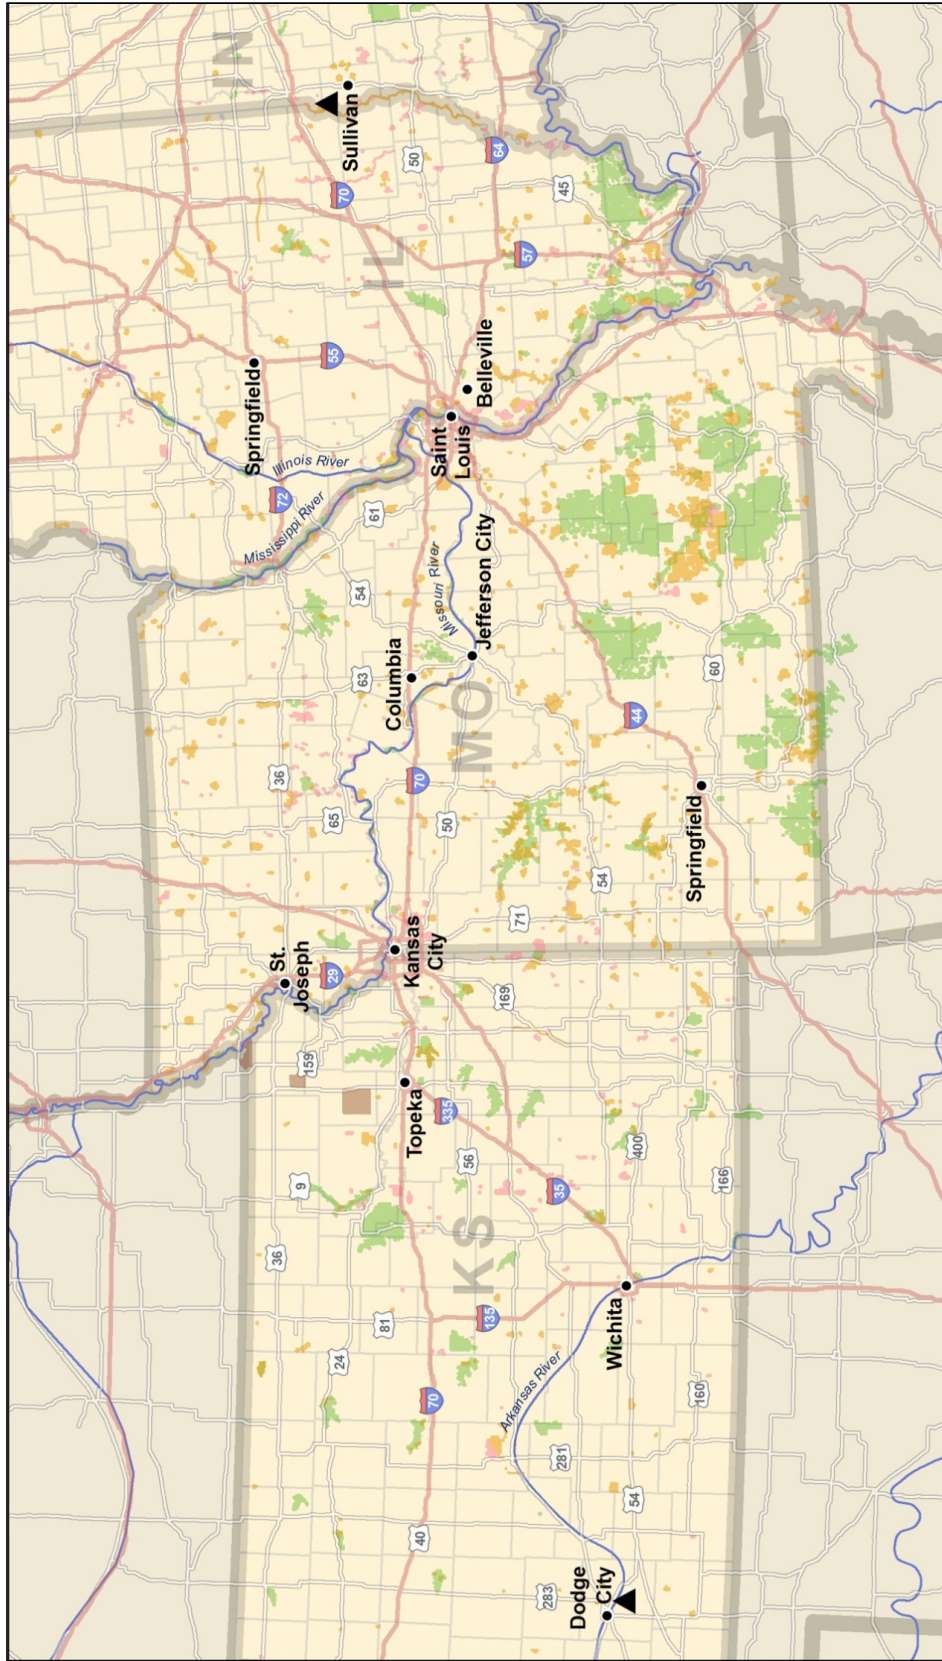 IN
Sullivan
70
50
64
IL
45
57
Springfield
55
Belleville
Saint
Louis
Illinois River
72
Mississippi River
61
54
Missouri River
Jefferson City
Columbia
63
MO
36
65
70
50
60
44
Springfield
54
71
St.
Joseph
29
Kansas
City
169
159
Topeka
335
56
400
166
9
35
36
KS
81
135
24
Wichita
70
Arkansas River
160
281
54
40
283
Dodge
City